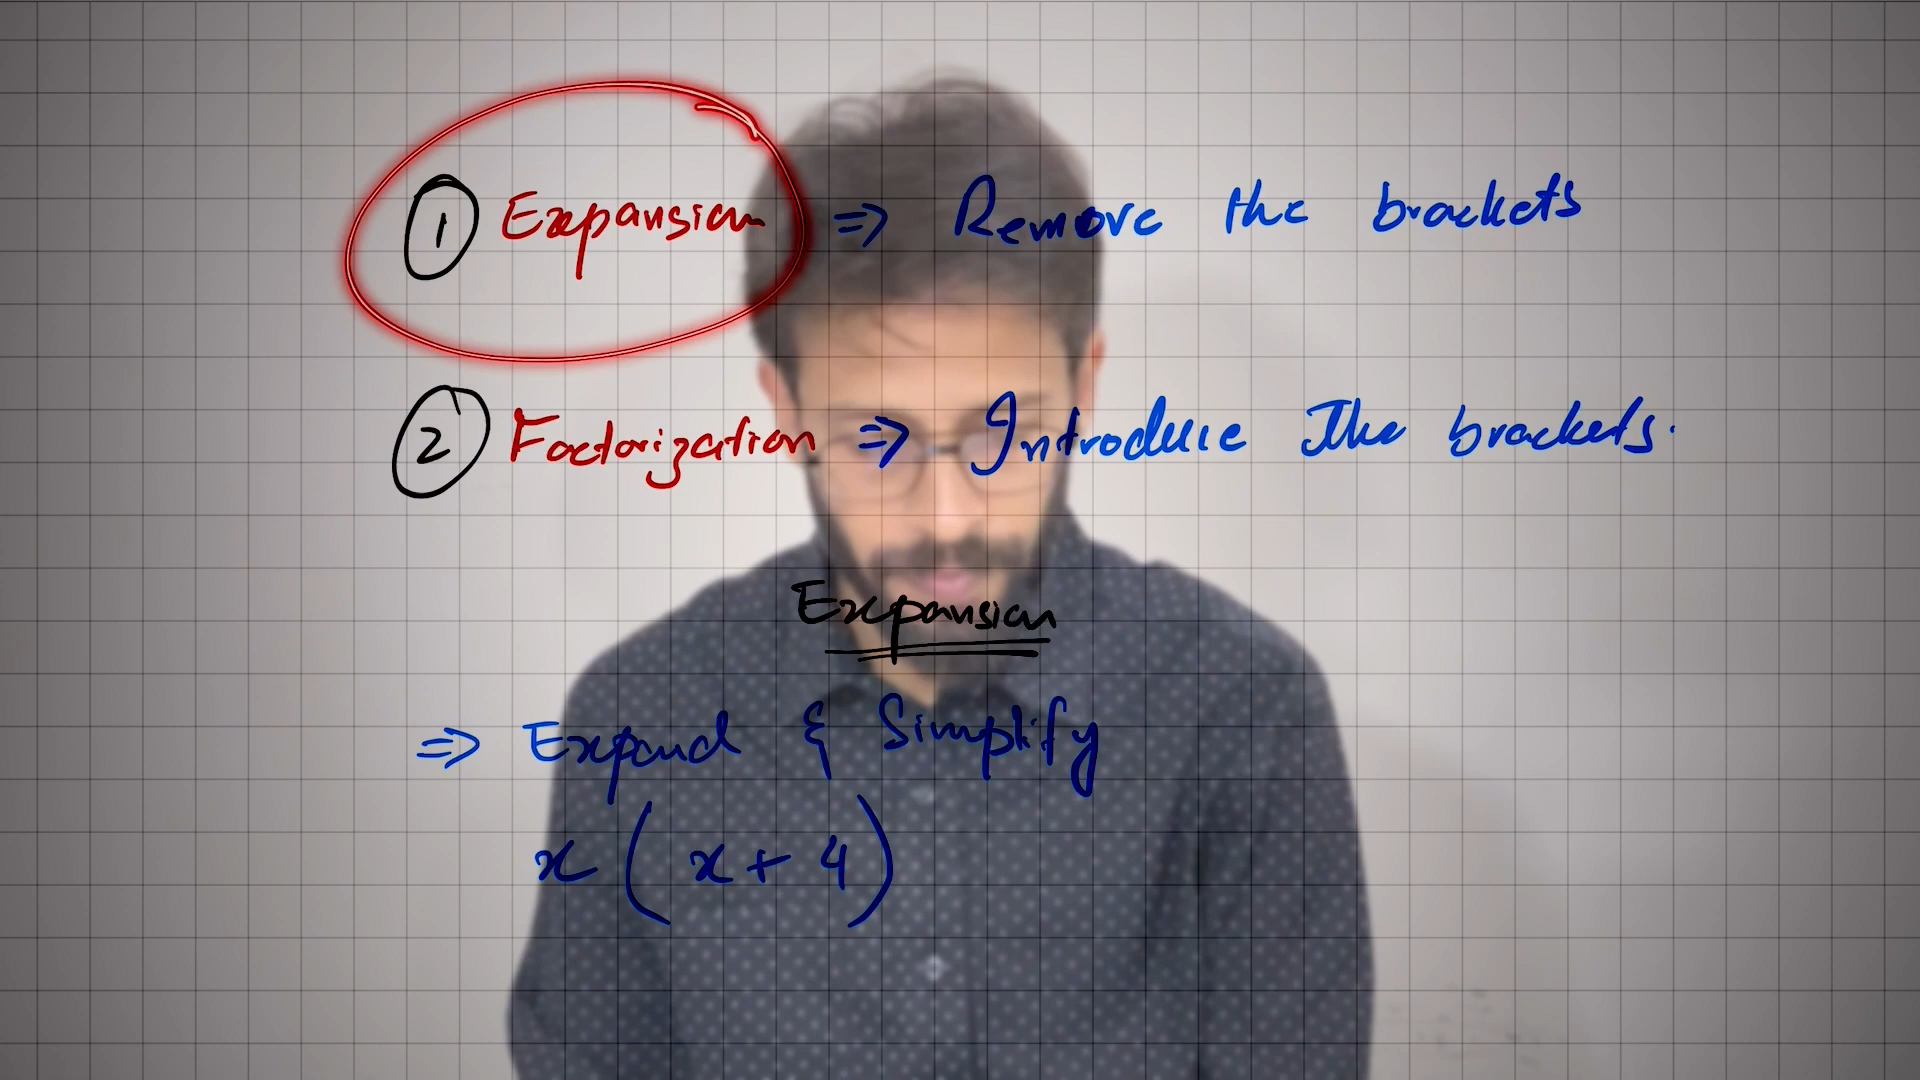 ① Expansion ⇒ Remove the brackets
② Factorization ⇒ Introduce the brackets.
Expansion
⇒ Expand & Simplify
x ( x + 4 )